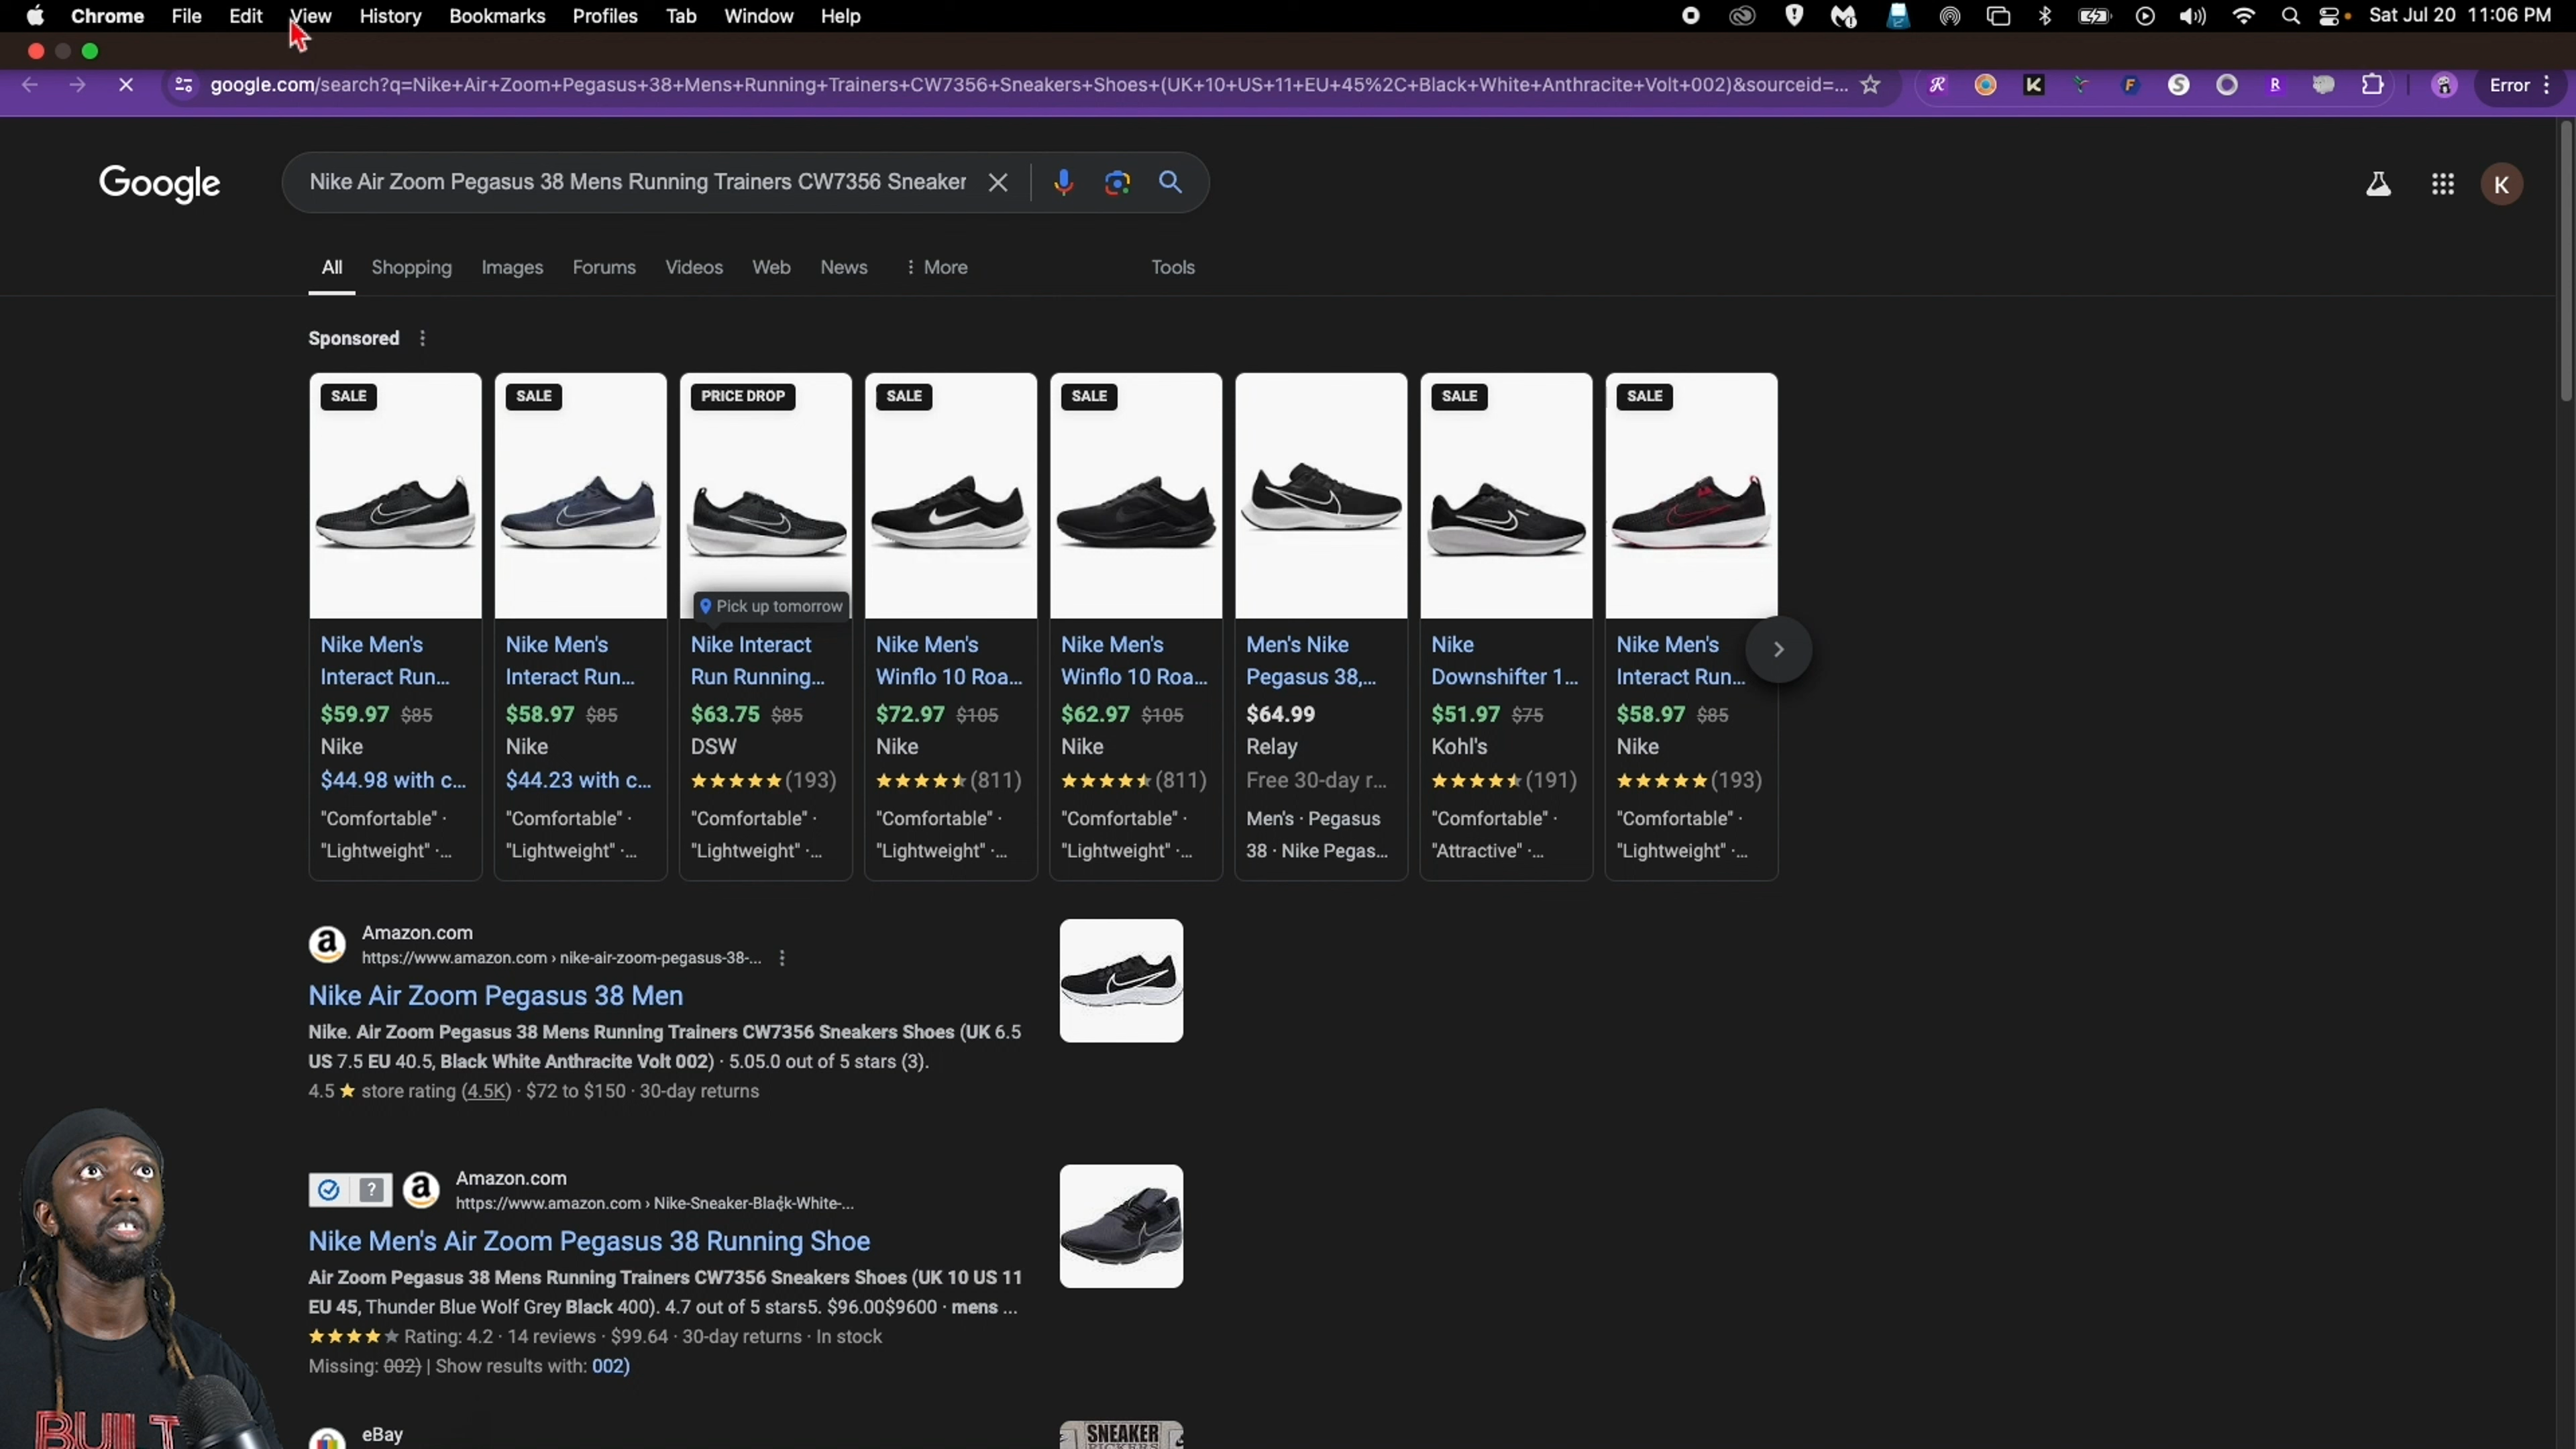 Chrome File Edit View History Bookmarks Profiles Tab Window Help Sat Jul 20 11:06 PM
google.com/search?q=Nike+Air+Zoom+Pegasus+38+Mens+Running+Trainers+CW7356+Sneakers+Shoes+(UK+10+US+11+EU+45%2C+Black+White+Anthracite+Volt+002)&sourceid=... Error
Google Nike Air Zoom Pegasus 38 Mens Running Trainers CW7356 Sneaker K
All Shopping Images Forums Videos Web News More Tools
Sponsored
SALE SALE PRICE DROP SALE SALE SALE SALE
Pick up tomorrow
Nike Men's Nike Men's Nike Interact Nike Men's Nike Men's Men's Nike Nike Nike Men's
Interact Run... Interact Run... Run Running... Winflo 10 Roa... Winflo 10 Roa... Pegasus 38,... Downshifter 1... Interact Run...
$59.97 $85 $58.97 $85 $63.75 $85 $72.97 $105 $62.97 $105 $64.99 $51.97 $75 $58.97 $85
Nike Nike DSW Nike Nike Relay Kohl's Nike
$44.98 with c... $44.23 with c... (193) (811) (811) Free 30-day r... (191) (193)
"Comfortable" · "Comfortable" · "Comfortable" · "Comfortable" · "Comfortable" · Men's · Pegasus "Comfortable" · "Comfortable" ·
"Lightweight" ·... "Lightweight" ·... "Lightweight" ·... "Lightweight" ·... "Lightweight" ·... 38 · Nike Pegas... "Attractive" ·... "Lightweight" ·...
Amazon.com
https://www.amazon.com › nike-air-zoom-pegasus-38-...
Nike Air Zoom Pegasus 38 Men
Nike. Air Zoom Pegasus 38 Mens Running Trainers CW7356 Sneakers Shoes (UK 6.5
US 7.5 EU 40.5, Black White Anthracite Volt 002) · 5.05.0 out of 5 stars (3).
4.5 ★ store rating (4.5K) · $72 to $150 · 30-day returns
Amazon.com
https://www.amazon.com › Nike-Sneaker-Black-White-...
Nike Men's Air Zoom Pegasus 38 Running Shoe
Air Zoom Pegasus 38 Mens Running Trainers CW7356 Sneakers Shoes (UK 10 US 11
EU 45, Thunder Blue Wolf Grey Black 400). 4.7 out of 5 stars5. $96.00$9600 · mens ...
Rating: 4.2 · 14 reviews · $99.64 · 30-day returns · In stock
Missing: 002) | Show results with: 002)
eBay
SNEAKER
BUILT